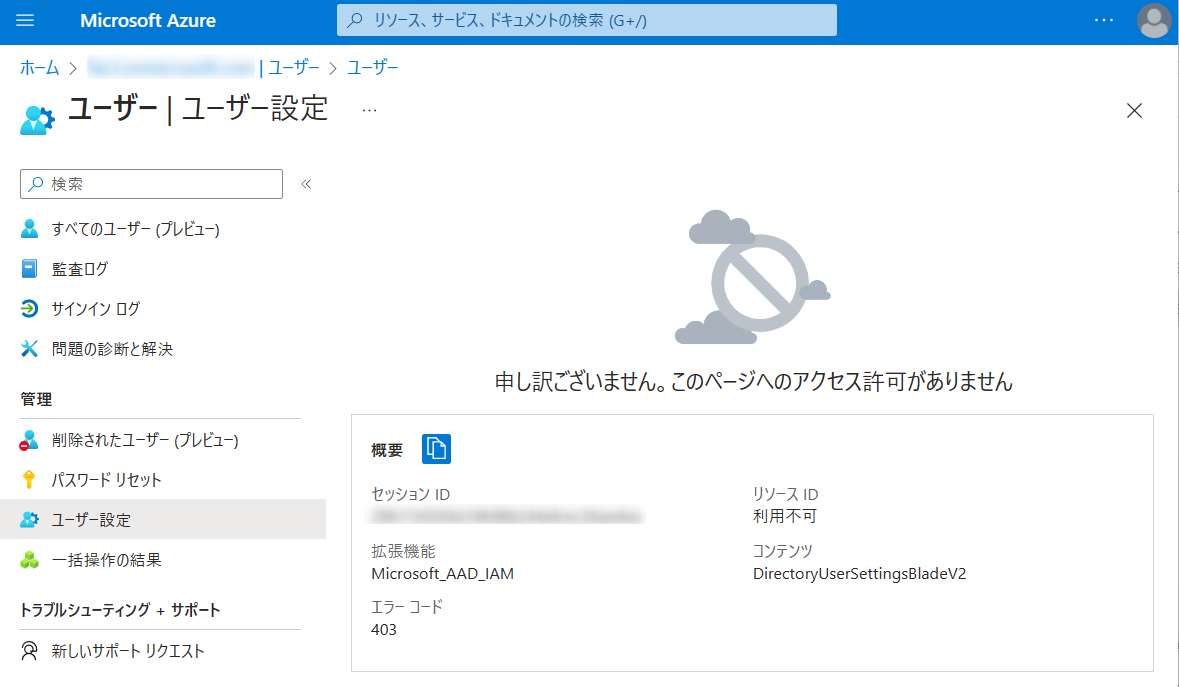 Microsoft Azure
リソース、サービス、ドキュメントの検索 (G+/)
ホーム > | ユーザー > ユーザー
ユーザー | ユーザー設定
検索
すべてのユーザー (プレビュー)
監査ログ
サインイン ログ
問題の診断と解決
管理
削除されたユーザー (プレビュー)
パスワード リセット
ユーザー設定
一括操作の結果
トラブルシューティング + サポート
新しいサポート リクエスト
申し訳ございません。このページへのアクセス許可がありません
概要
セッション ID
リソース ID
利用不可
拡張機能
Microsoft_AAD_IAM
コンテンツ
DirectoryUserSettingsBladeV2
エラー コード
403